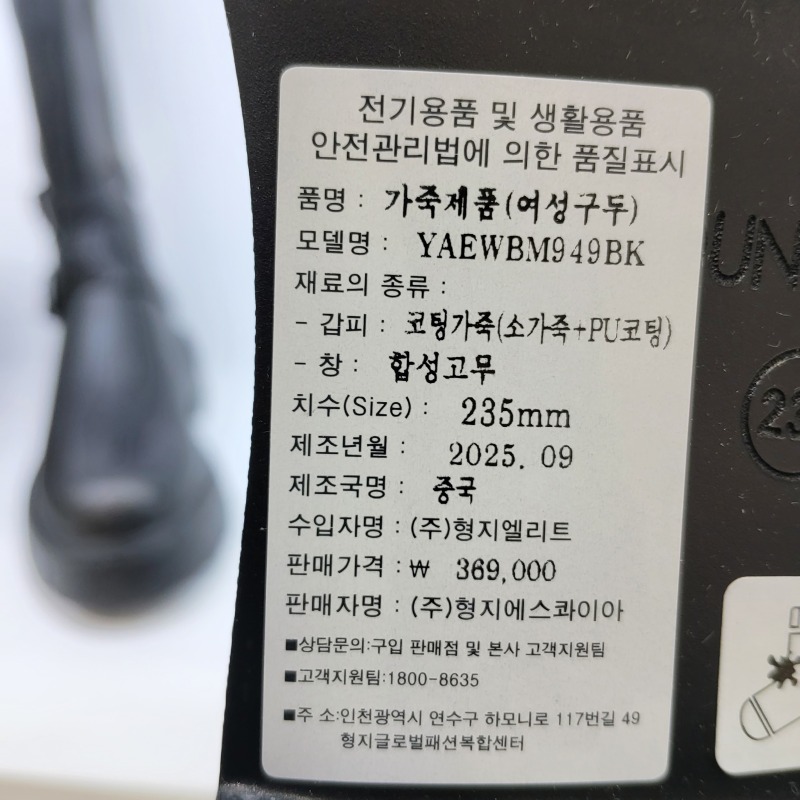 전기용품 및 생활용품
안전관리법에 의한 품질표시
품명 : 가죽제품(여성구두)
모델명 : YAEWBM949BK
재료의 종류 :
- 갑피 : 코팅가죽(소가죽+PU코팅)
- 창 : 합성고무
치수(Size) : 235mm
제조년월 : 2025. 09
제조국명 : 중국
수입자명 : (주)형지엘리트
판매가격 : ₩ 369,000
판매자명 : (주)형지에스콰이아
■상담문의:구입 판매점 및 본사 고객지원팀
■고객지원팀:1800-8635
■주 소:인천광역시 연수구 하모니로 117번길 49
형지글로벌패션복합센터